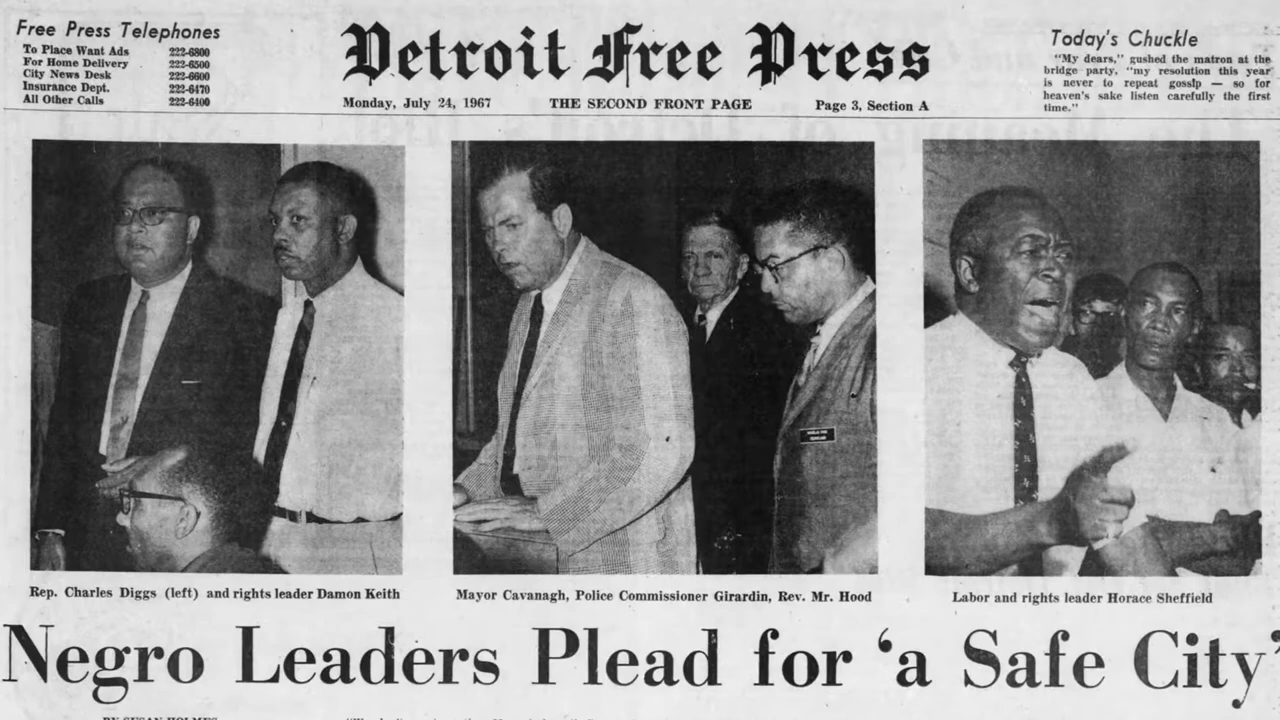 Free Press Telephones
To Place Want Ads 222-6800
For Home Delivery 222-6500
City News Desk 222-6600
Insurance Dept. 222-6470
All Other Calls 222-6400
Detroit Free Press
Monday, July 24, 1967 THE SECOND FRONT PAGE Page 3, Section A
Today's Chuckle
"My dears," gushed the matron at the
bridge party, "my resolution this year
is never to repeat gossip — so for
heaven's sake listen carefully the first
time."
Rep. Charles Diggs (left) and rights leader Damon Keith
Mayor Cavanagh, Police Commissioner Girardin, Rev. Mr. Hood
Labor and rights leader Horace Sheffield
Negro Leaders Plead for 'a Safe City'
BY SUSAN HOLMES